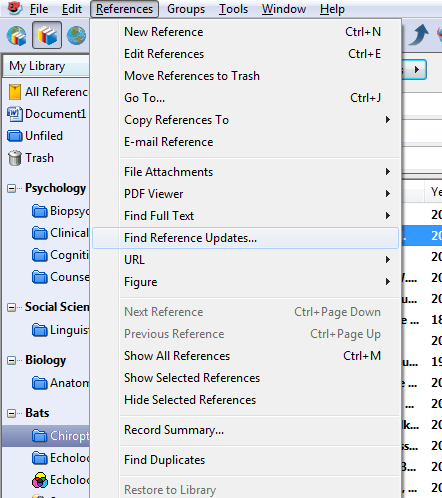 File Edit References Groups Tools Window Help
New Reference Ctrl+N
Edit References Ctrl+E
Move References to Trash
Go To... Ctrl+J
Copy References To
E-mail Reference
File Attachments
PDF Viewer
Find Full Text
Find Reference Updates...
URL
Figure
Next Reference Ctrl+Page Down
Previous Reference Ctrl+Page Up
Show All References Ctrl+M
Show Selected References
Hide Selected References
Record Summary...
Find Duplicates
Restore to Library
My Library
All Reference
Document1
Unfiled
Trash
Psychology
Biopsyc
Clinical
Cogniti
Counse
Social Scien
Linguist
Biology
Anatom
Bats
Chiropt
Echoloc
Echoloc